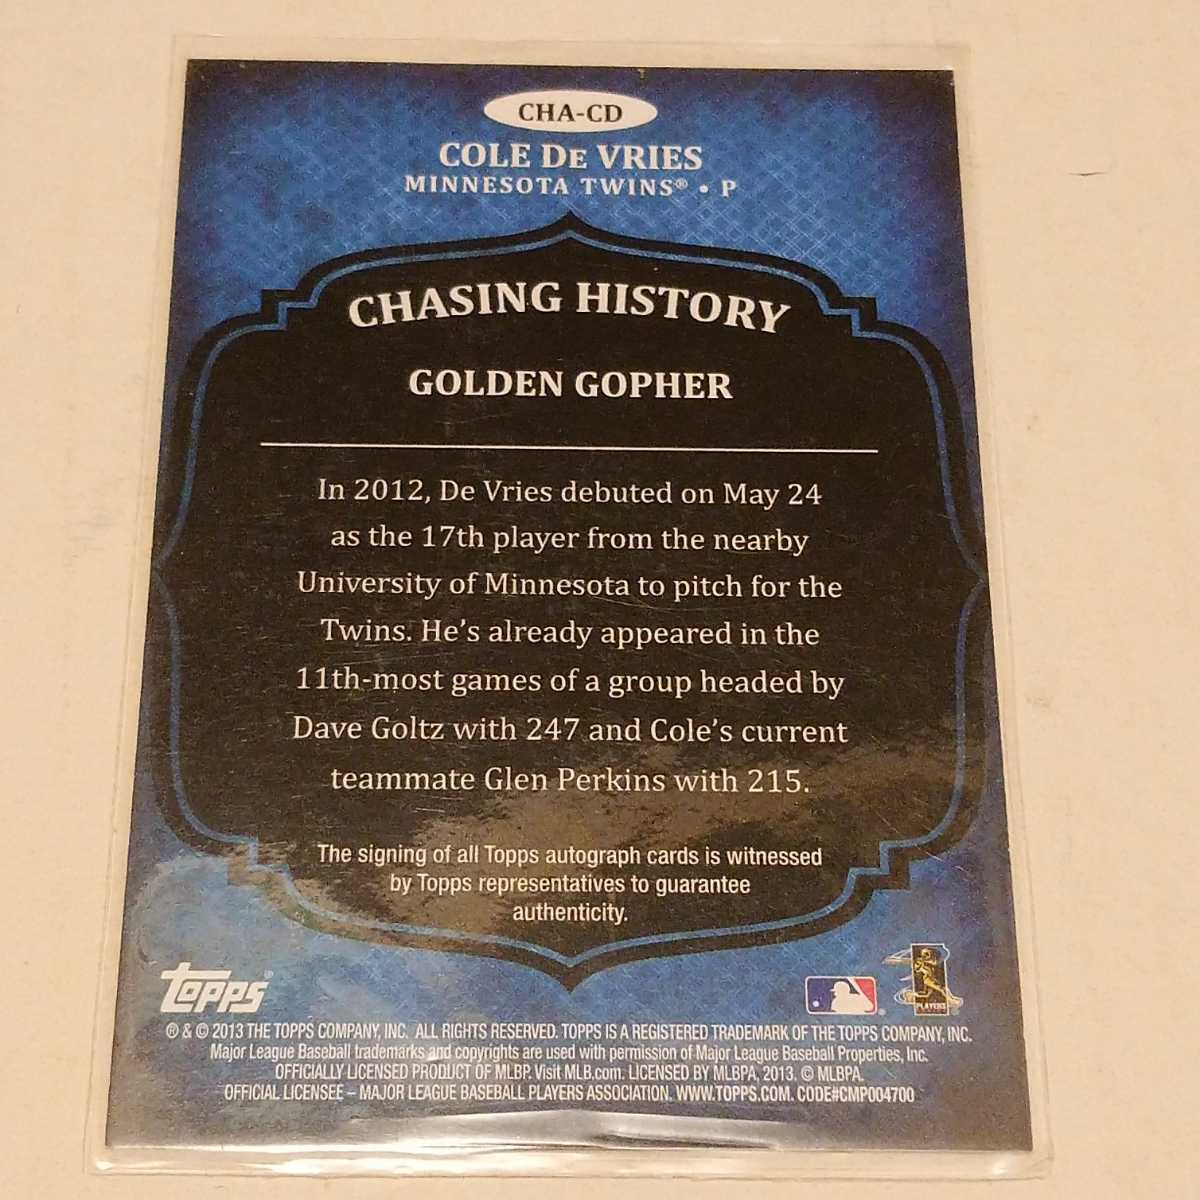 CHA-CD
COLE DE VRIES
MINNESOTA TWINS® • P
CHASING HISTORY
GOLDEN GOPHER
In 2012, De Vries debuted on May 24
as the 17th player from the nearby
University of Minnesota to pitch for the
Twins. He's already appeared in the
11th-most games of a group headed by
Dave Goltz with 247 and Cole's current
teammate Glen Perkins with 215.
The signing of all Topps autograph cards is witnessed
by Topps representatives to guarantee
authenticity.
topps®
PLAYERS
® & © 2013 THE TOPPS COMPANY, INC. ALL RIGHTS RESERVED. TOPPS IS A REGISTERED TRADEMARK OF THE TOPPS COMPANY, INC.
Major League Baseball trademarks and copyrights are used with permission of Major League Baseball Properties, Inc.
OFFICIALLY LICENSED PRODUCT OF MLBP. Visit MLB.com. LICENSED BY MLBPA, 2013. © MLBPA.
OFFICIAL LICENSEE – MAJOR LEAGUE BASEBALL PLAYERS ASSOCIATION. WWW.TOPPS.COM. CODE#CMP004700